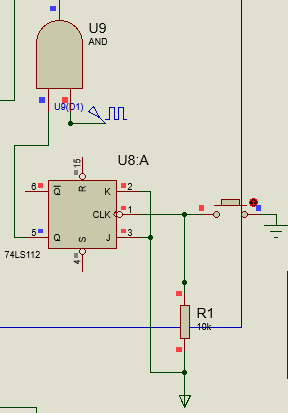 U9
AND
U9(D1)
U8:A
15
6
Q
R
K
2
CLK
1
5
Q
S
J
3
74LS112
4
R1
10k